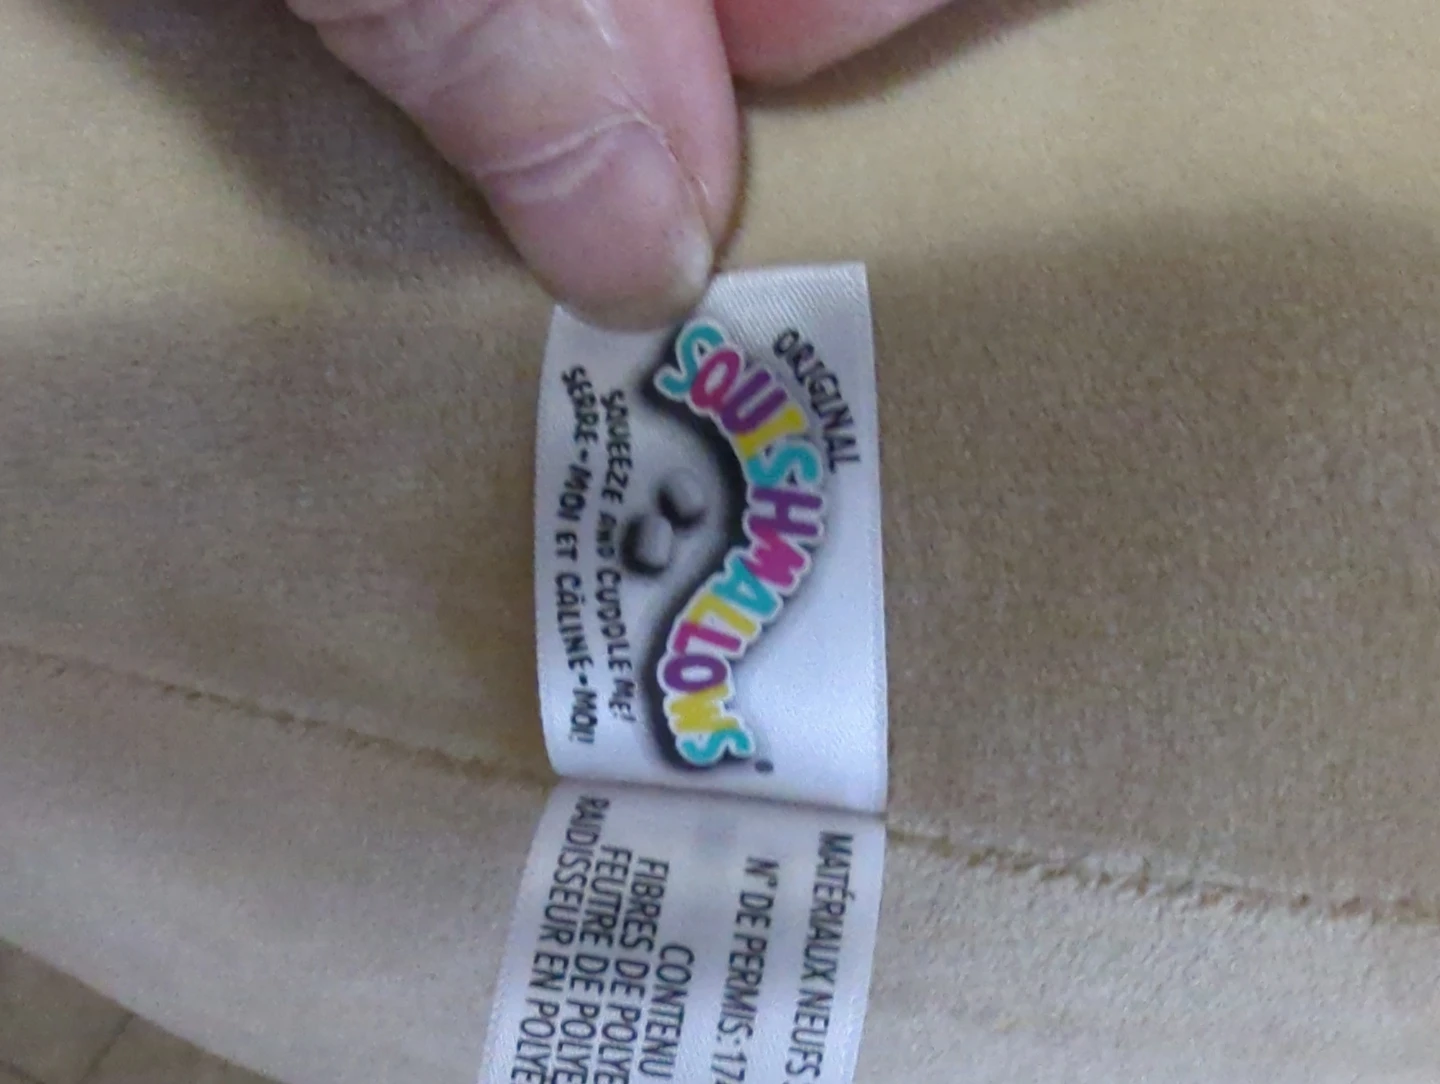 ORIGINAL
SQUISHMALLOWS
SQUEEZE AND CUDDLE ME!
SERRE-MOI ET CÂLINE-MOI!
MATÉRIAUX NEUFS
N° DE PERMIS: 174
CONTENU
FIBRES DE POLYE
FEUTRE DE POLYE
RAIDISSEUR EN POLYE